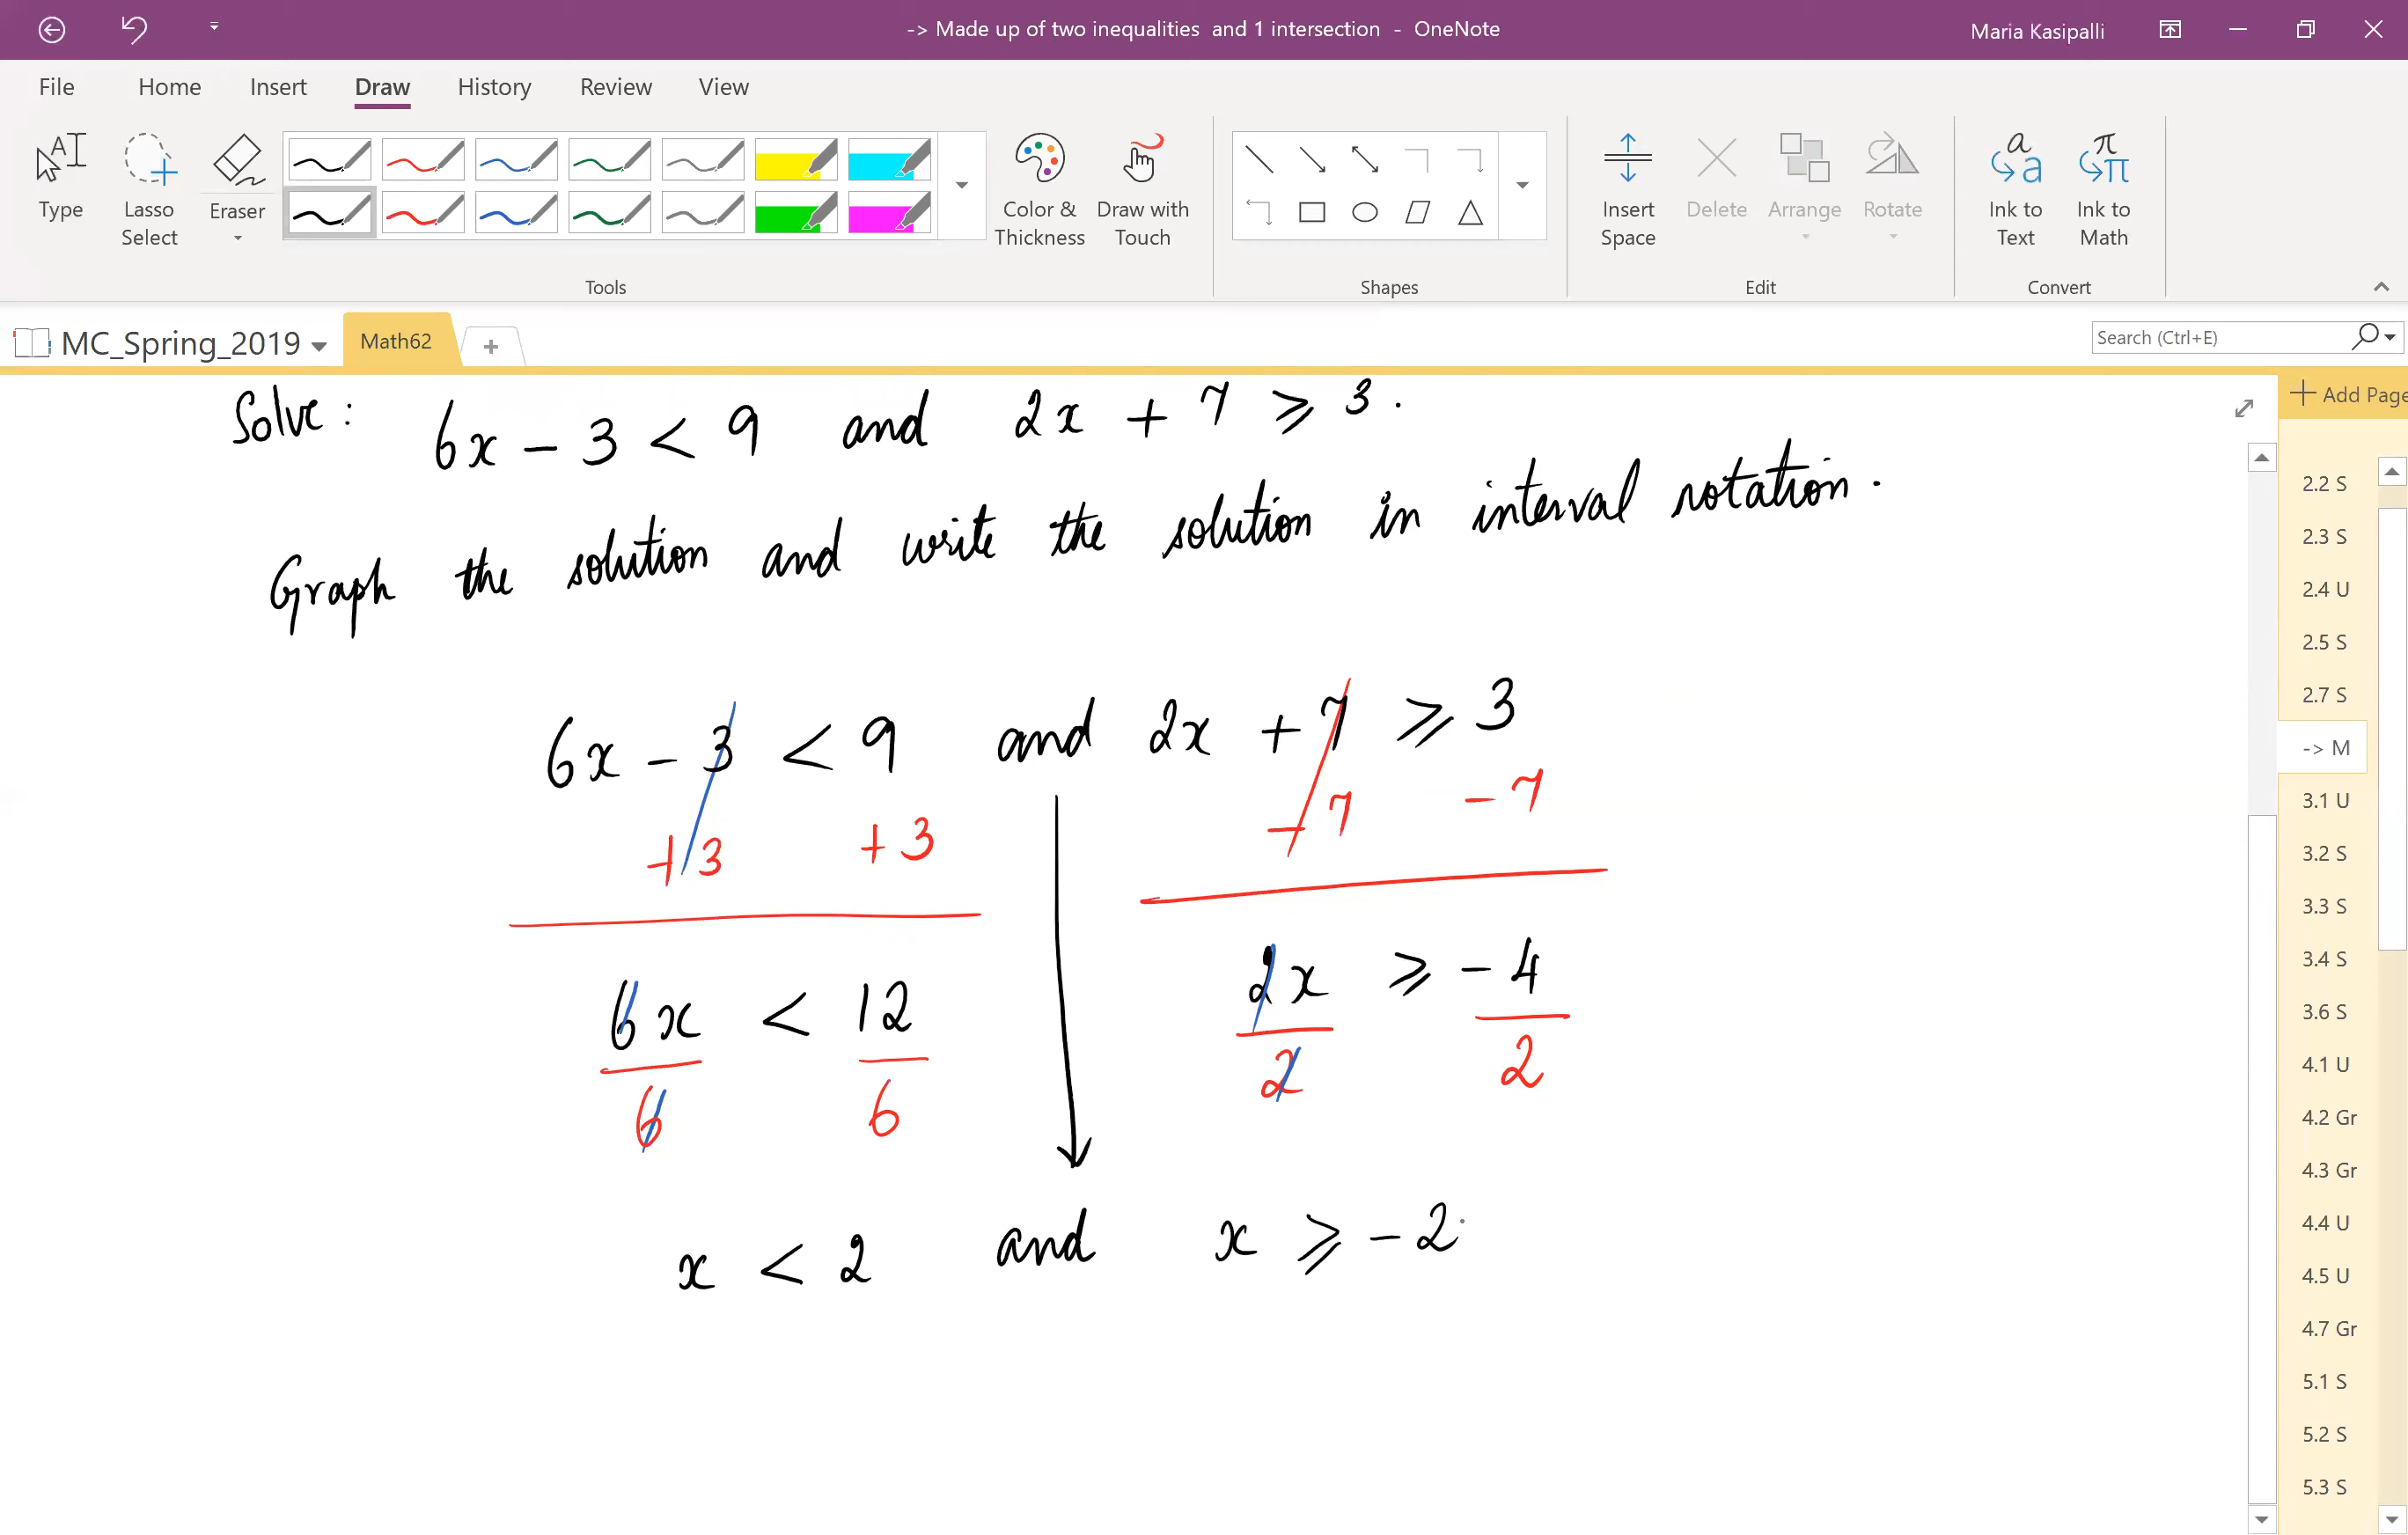 -> Made up of two inequalities and 1 intersection - OneNote
Maria Kasipalli
File Home Insert Draw History Review View
Type
Lasso Select
Eraser
Color & Thickness
Draw with Touch
Insert Space
Delete
Arrange
Rotate
Ink to Text
Ink to Math
Tools Shapes Edit Convert
MC_Spring_2019 Math62
Search (Ctrl+E)
Solve: 6x - 3 < 9 and 2x + 7 ⩾ 3.
Graph the solution and write the solution in interval notation.
6x - 3 < 9 and 2x + 7 ⩾ 3
+3 +3 -7 -7
6x < 12 2x ⩾ -4
6 6 2 2
x < 2 and x ⩾ -2
Add Page
2.2 S
2.3 S
2.4 U
2.5 S
2.7 S
-> M
3.1 U
3.2 S
3.3 S
3.4 S
3.6 S
4.1 U
4.2 Gr
4.3 Gr
4.4 U
4.5 U
4.7 Gr
5.1 S
5.2 S
5.3 S